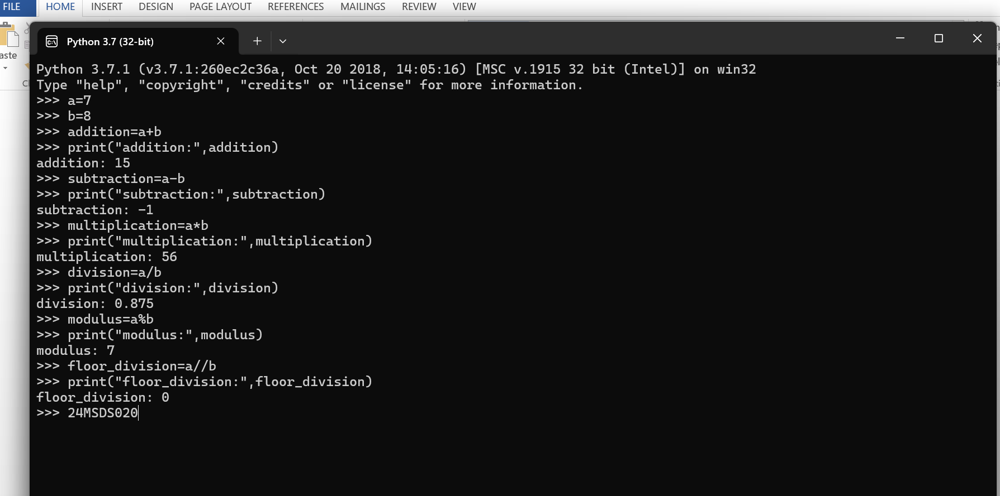 FILE HOME INSERT DESIGN PAGE LAYOUT REFERENCES MAILINGS REVIEW VIEW
Python 3.7 (32-bit)
aste
Python 3.7.1 (v3.7.1:260ec2c36a, Oct 20 2018, 14:05:16) [MSC v.1915 32 bit (Intel)] on win32
Type "help", "copyright", "credits" or "license" for more information.
>>> a=7
>>> b=8
>>> addition=a+b
>>> print("addition:",addition)
addition: 15
>>> subtraction=a-b
>>> print("subtraction:",subtraction)
subtraction: -1
>>> multiplication=a*b
>>> print("multiplication:",multiplication)
multiplication: 56
>>> division=a/b
>>> print("division:",division)
division: 0.875
>>> modulus=a%b
>>> print("modulus:",modulus)
modulus: 7
>>> floor_division=a//b
>>> print("floor_division:",floor_division)
floor_division: 0
>>> 24MSDS020